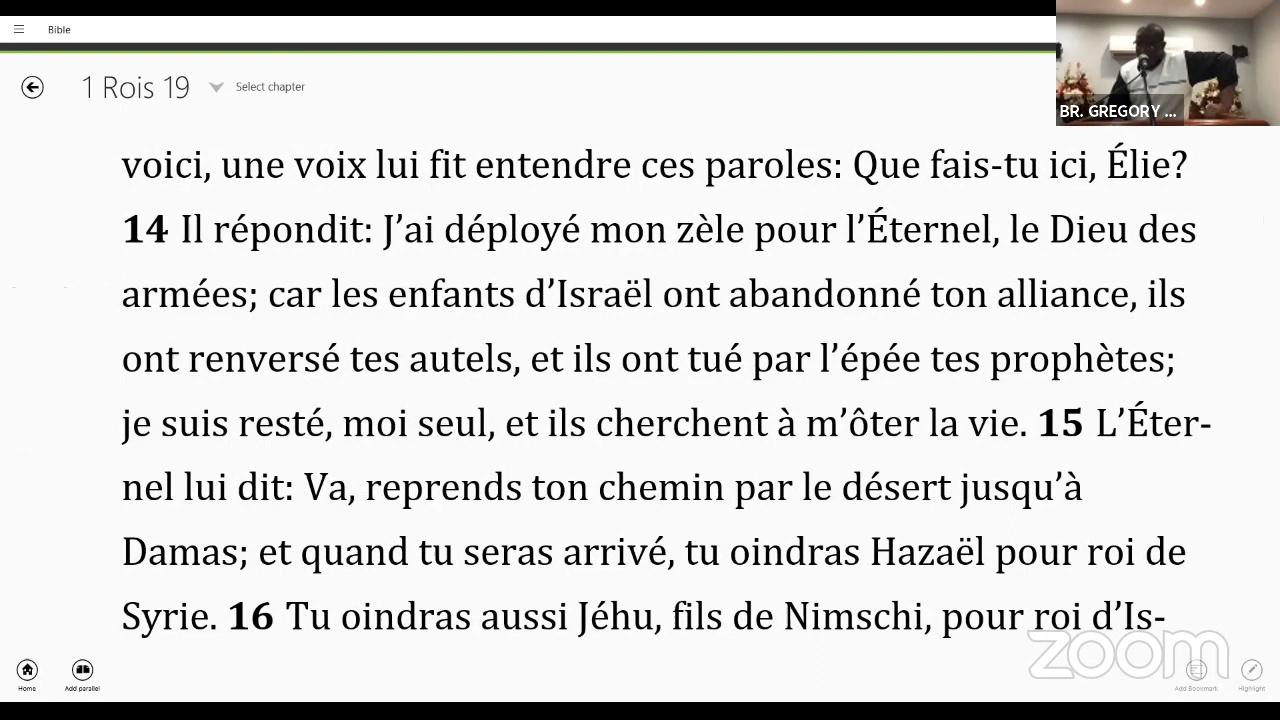 Bible
BR. GREGORY ...
1 Rois 19
Select chapter
voici, une voix lui fit entendre ces paroles: Que fais-tu ici, Élie?
14 Il répondit: J’ai déployé mon zèle pour l’Éternel, le Dieu des
armées; car les enfants d’Israël ont abandonné ton alliance, ils
ont renversé tes autels, et ils ont tué par l’épée tes prophètes;
je suis resté, moi seul, et ils cherchent à m’ôter la vie. 15 L’Éter-
nel lui dit: Va, reprends ton chemin par le désert jusqu’à
Damas; et quand tu seras arrivé, tu oindras Hazaël pour roi de
Syrie. 16 Tu oindras aussi Jéhu, fils de Nimschi, pour roi d’Is-
zoom
Home
Add parallel
Add Bookmark
Highlight